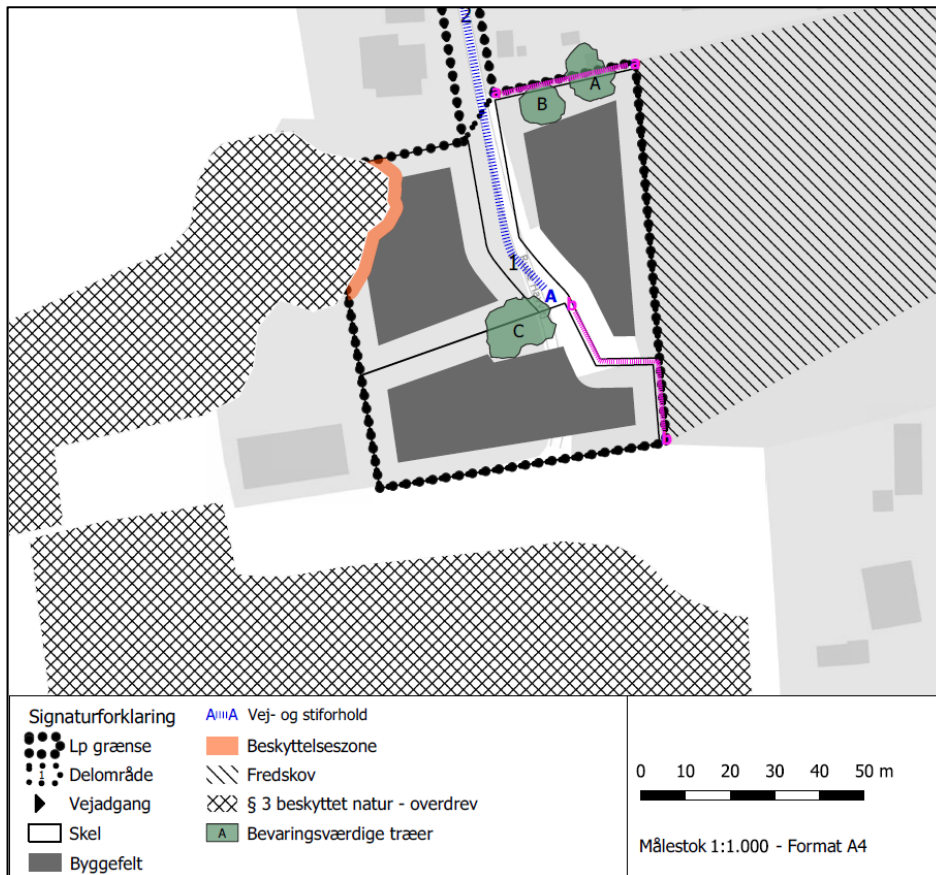 2
A
B
1
A
C
Signaturforklaring
Lp grænse
1 Delområde
Vejadgang
Skel
Byggefelt
A A Vej- og stiforhold
Beskyttelseszone
Fredskov
§ 3 beskyttet natur - overdrev
A Bevaringsværdige træer
0 10 20 30 40 50 m
Målestok 1:1.000 - Format A4